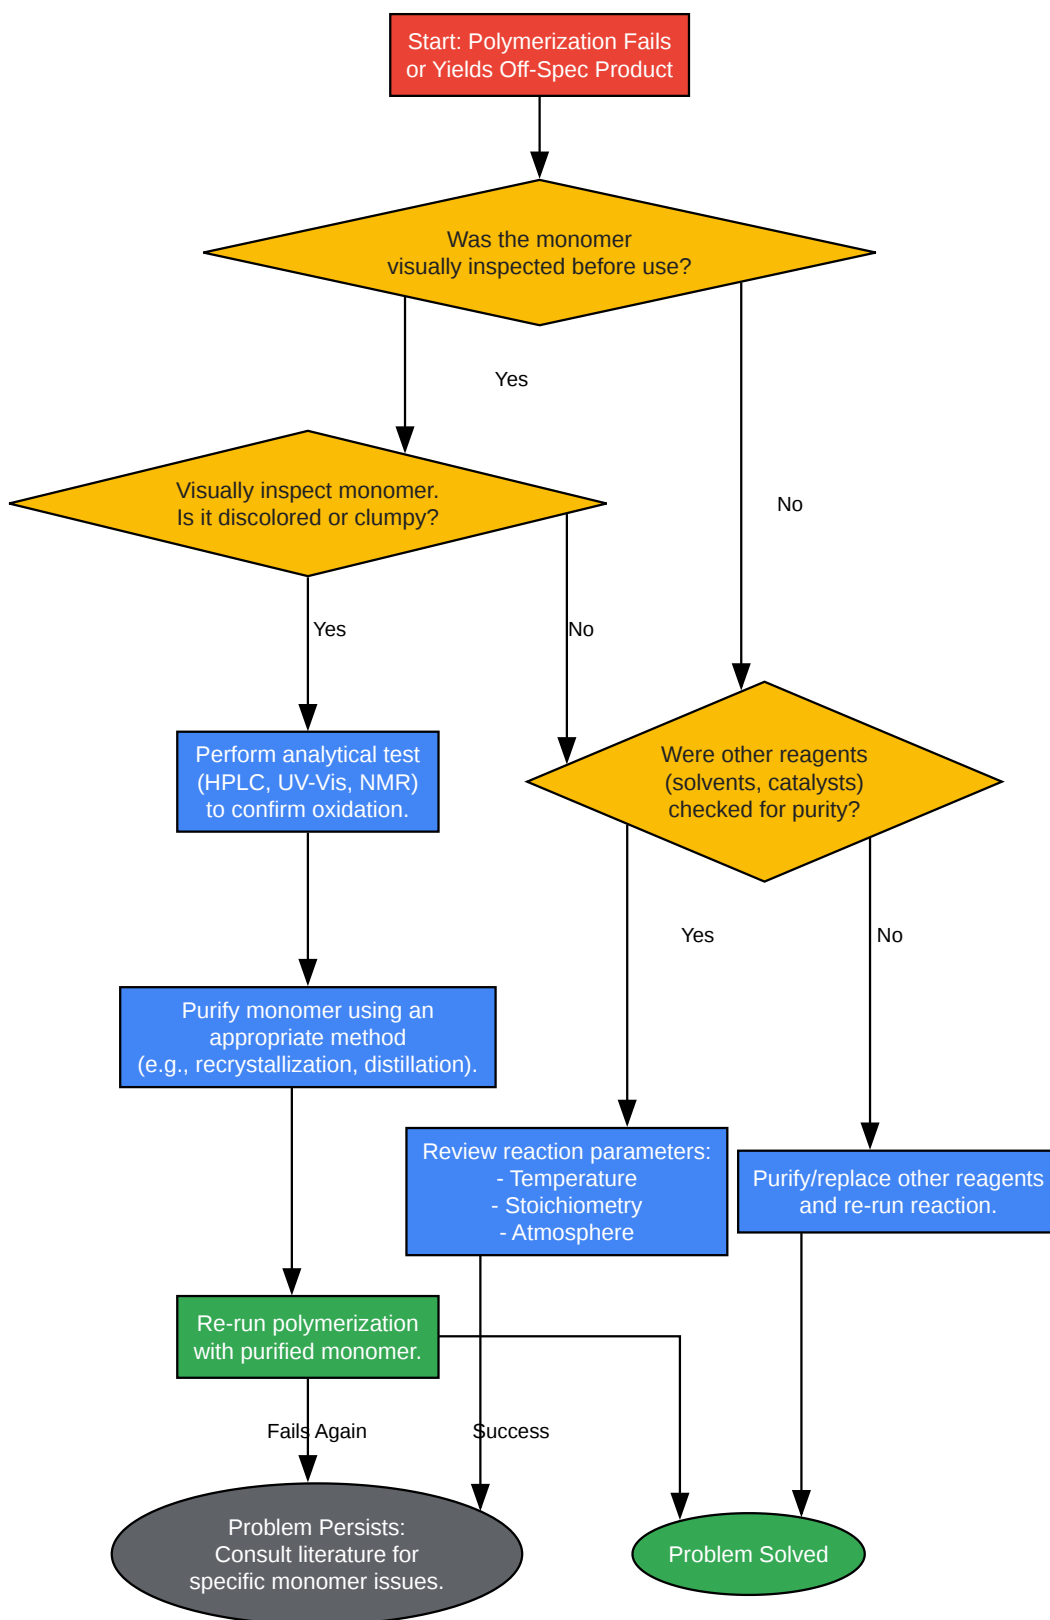 Start: Polymerization Fails
or Yields Off-Spec Product
Was the monomer
visually inspected before use?
Yes
No
Visually inspect monomer.
Is it discolored or clumpy?
Yes
No
Perform analytical test
(HPLC, UV-Vis, NMR)
to confirm oxidation.
Were other reagents
(solvents, catalysts)
checked for purity?
Yes
No
Purify monomer using an
appropriate method
(e.g., recrystallization, distillation).
Review reaction parameters:
- Temperature
- Stoichiometry
- Atmosphere
Purify/replace other reagents
and re-run reaction.
Re-run polymerization
with purified monomer.
Fails Again
Success
Problem Persists:
Consult literature for
specific monomer issues.
Problem Solved